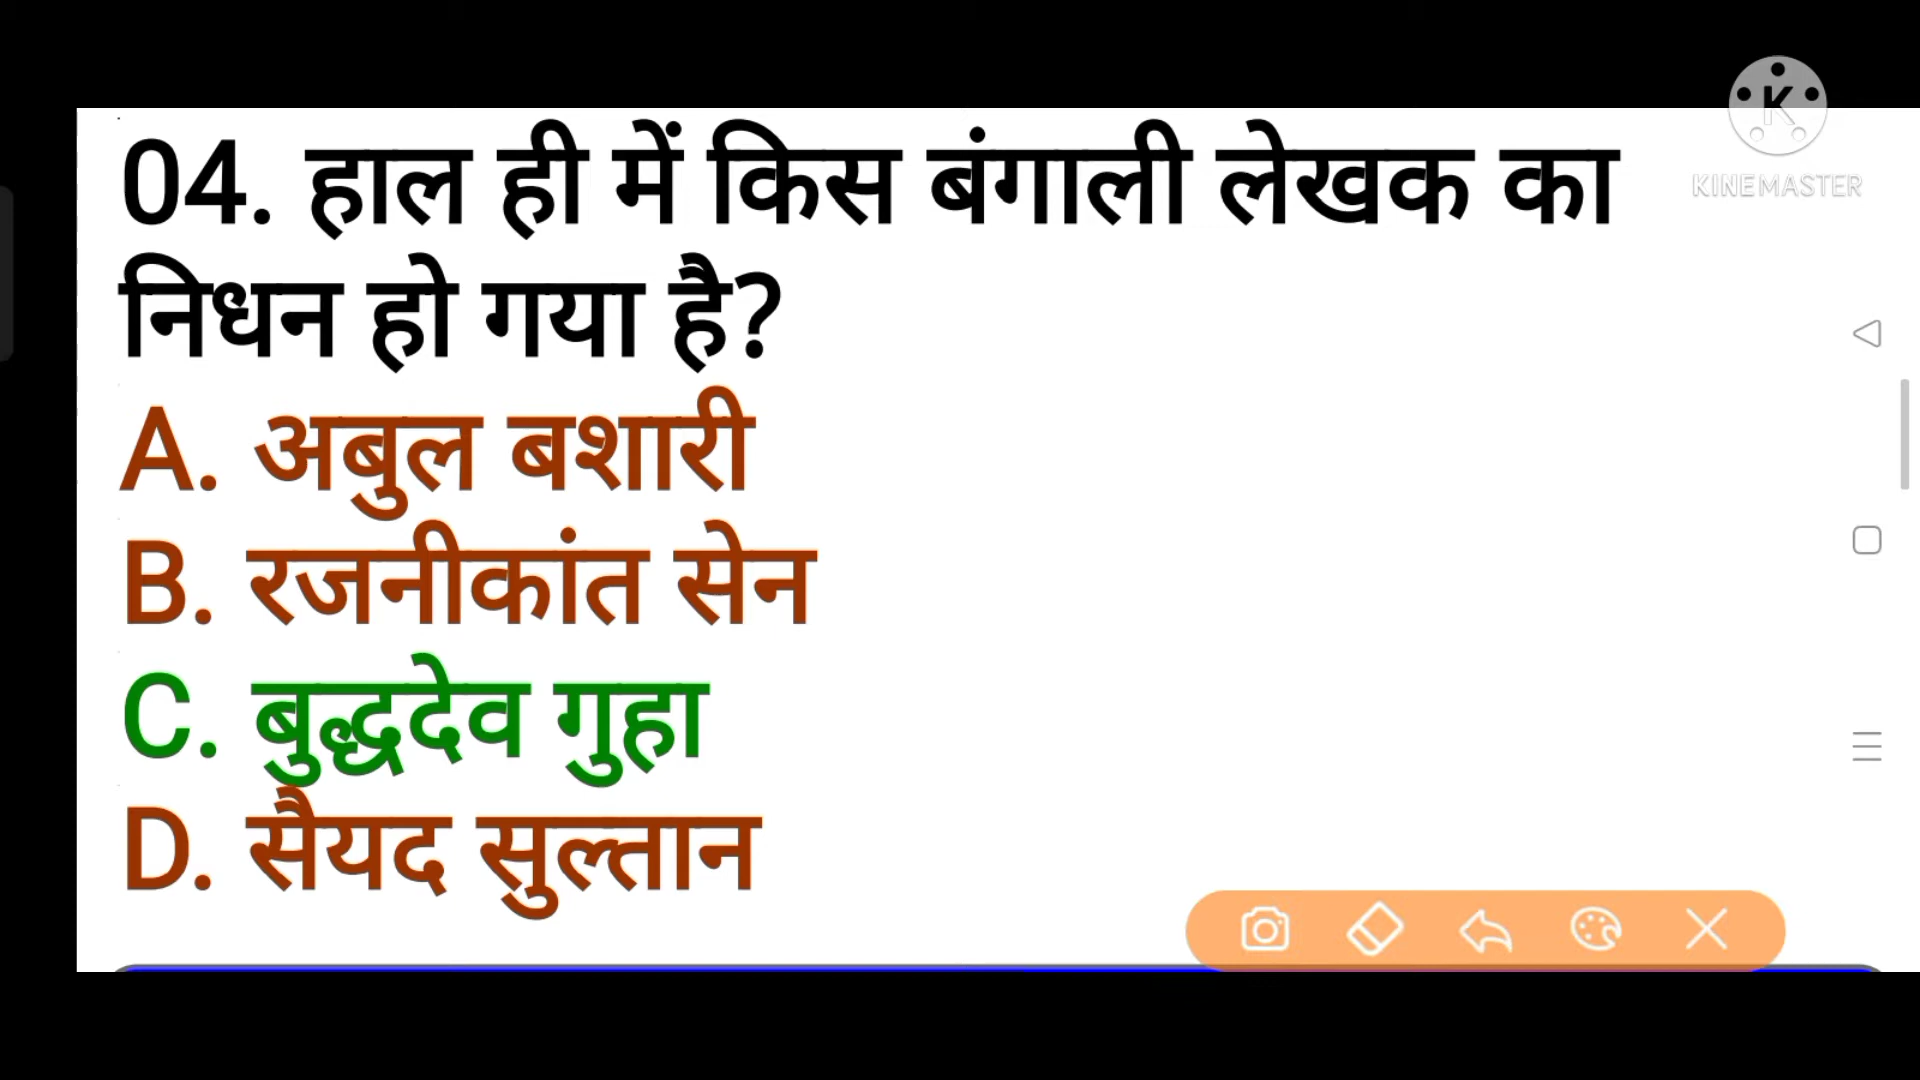 04. हाल ही में किस बंगाली लेखक का
निधन हो गया है?
A. अबुल बशारी
B. रजनीकांत सेन
C. बुद्धदेव गुहा
D. सैयद सुल्तान
K
KINEMASTER